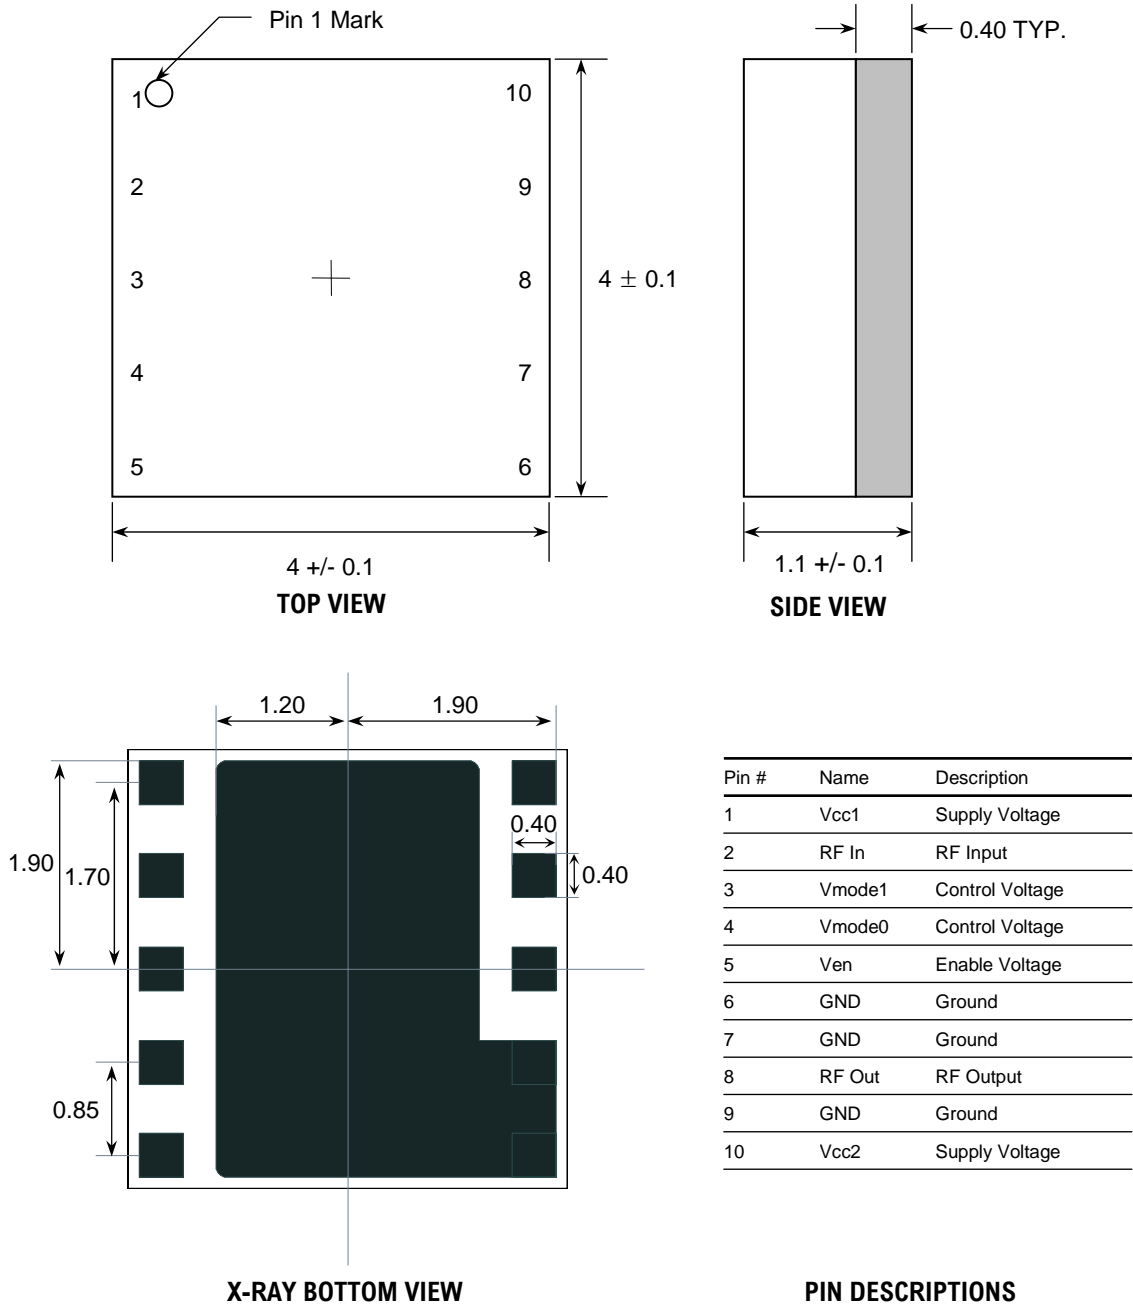 Pin 1 Mark
0.40 TYP.
1 10
2 9
3 8
4 7
5 6
4 ± 0.1
4 +/- 0.1
1.1 +/- 0.1
TOP VIEW
SIDE VIEW
1.20 1.90
1.90
1.70
0.40
0.40
0.85
Pin # Name Description
1 Vcc1 Supply Voltage
2 RF In RF Input
3 Vmode1 Control Voltage
4 Vmode0 Control Voltage
5 Ven Enable Voltage
6 GND Ground
7 GND Ground
8 RF Out RF Output
9 GND Ground
10 Vcc2 Supply Voltage
X-RAY BOTTOM VIEW
PIN DESCRIPTIONS